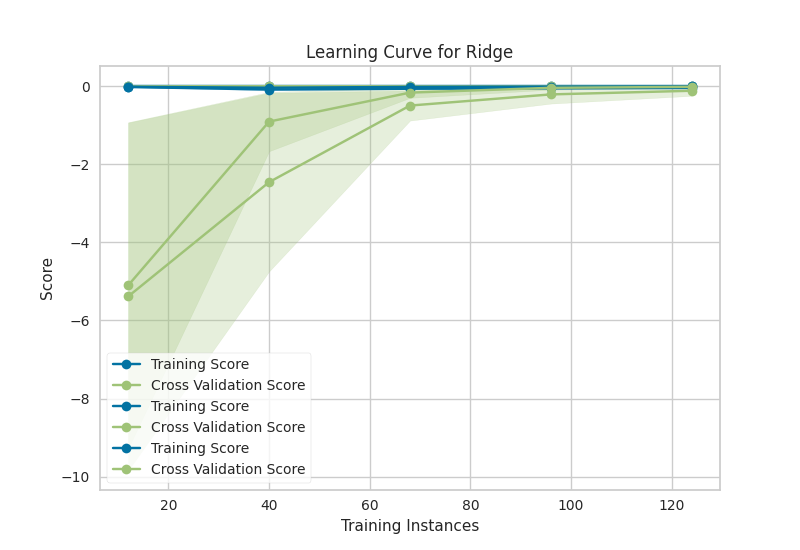 Learning Curve for Ridge
0
−2
−4
−6
−8
−10
Score
Training Score
Cross Validation Score
Training Score
Cross Validation Score
Training Score
Cross Validation Score
20 40 60 80 100 120
Training Instances